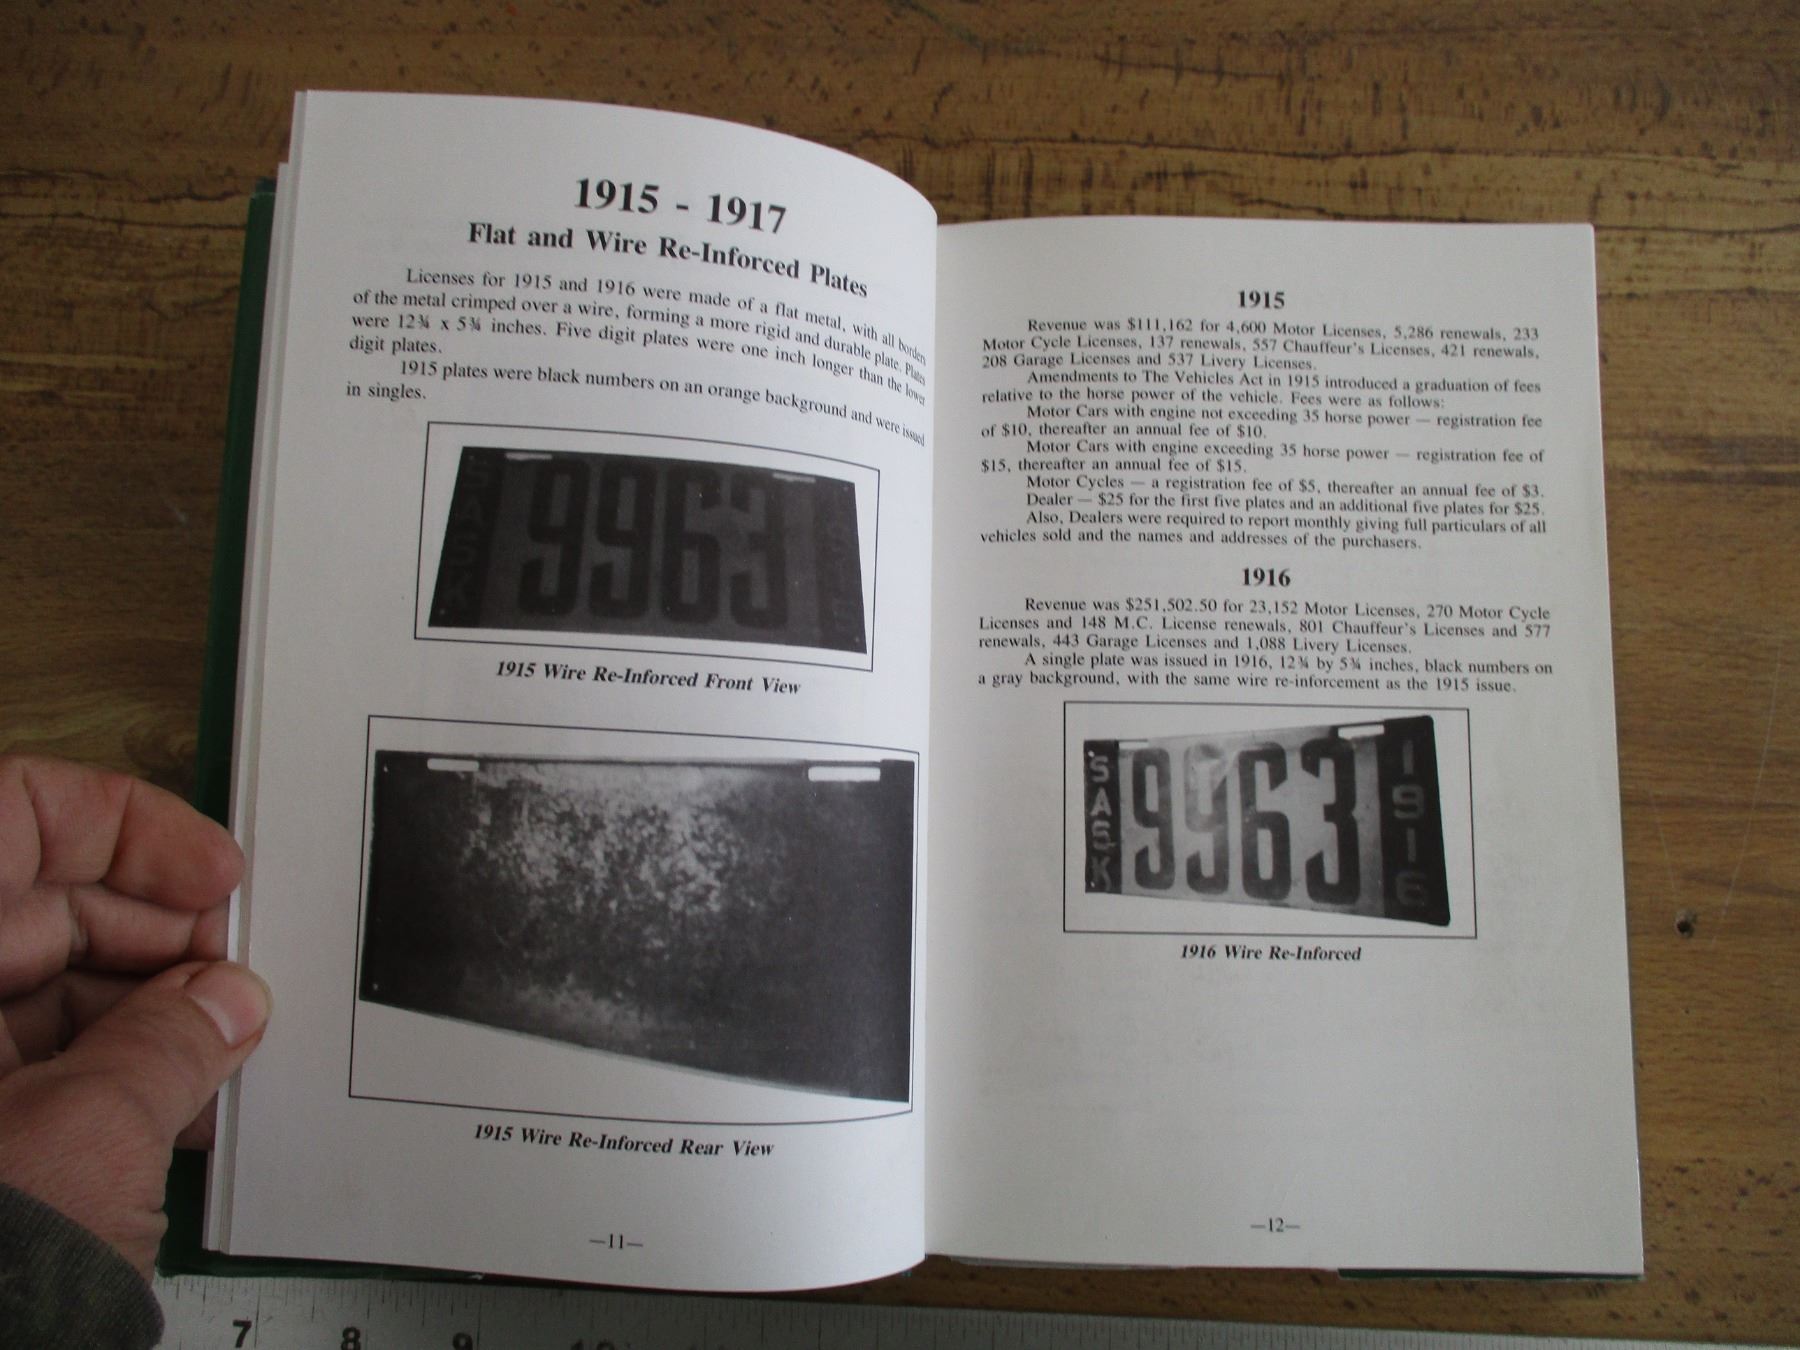 1915 - 1917
Flat and Wire Re-Inforced Plates
Licenses for 1915 and 1916 were made of a flat metal, with all borders
of the metal crimped over a wire, forming a more rigid and durable plate. Plates
were 12¾ x 5¾ inches. Five digit plates were one inch longer than the lower
digit plates.
1915 plates were black numbers on an orange background and were issued
in singles.
SASK
9963
1915 Wire Re-Inforced Front View
1915 Wire Re-Inforced Rear View
—11—
1915
Revenue was $111,162 for 4,600 Motor Licenses, 5,286 renewals, 233
Motor Cycle Licenses, 137 renewals, 557 Chauffeur's Licenses, 421 renewals,
208 Garage Licenses and 537 Livery Licenses.
Amendments to The Vehicles Act in 1915 introduced a graduation of fees
relative to the horse power of the vehicle. Fees were as follows:
Motor Cars with engine not exceeding 35 horse power — registration fee
of $10, thereafter an annual fee of $10.
Motor Cars with engine exceeding 35 horse power — registration fee of
$15, thereafter an annual fee of $15.
Motor Cycles — a registration fee of $5, thereafter an annual fee of $3.
Dealer — $25 for the first five plates and an additional five plates for $25.
Also, Dealers were required to report monthly giving full particulars of all
vehicles sold and the names and addresses of the purchasers.
1916
Revenue was $251,502.50 for 23,152 Motor Licenses, 270 Motor Cycle
Licenses and 148 M.C. License renewals, 801 Chauffeur's Licenses and 577
renewals, 443 Garage Licenses and 1,088 Livery Licenses.
A single plate was issued in 1916, 12¾ by 5¾ inches, black numbers on
a gray background, with the same wire re-inforcement as the 1915 issue.
SASK
9963
1916
1916 Wire Re-Inforced
—12—
7 8 9